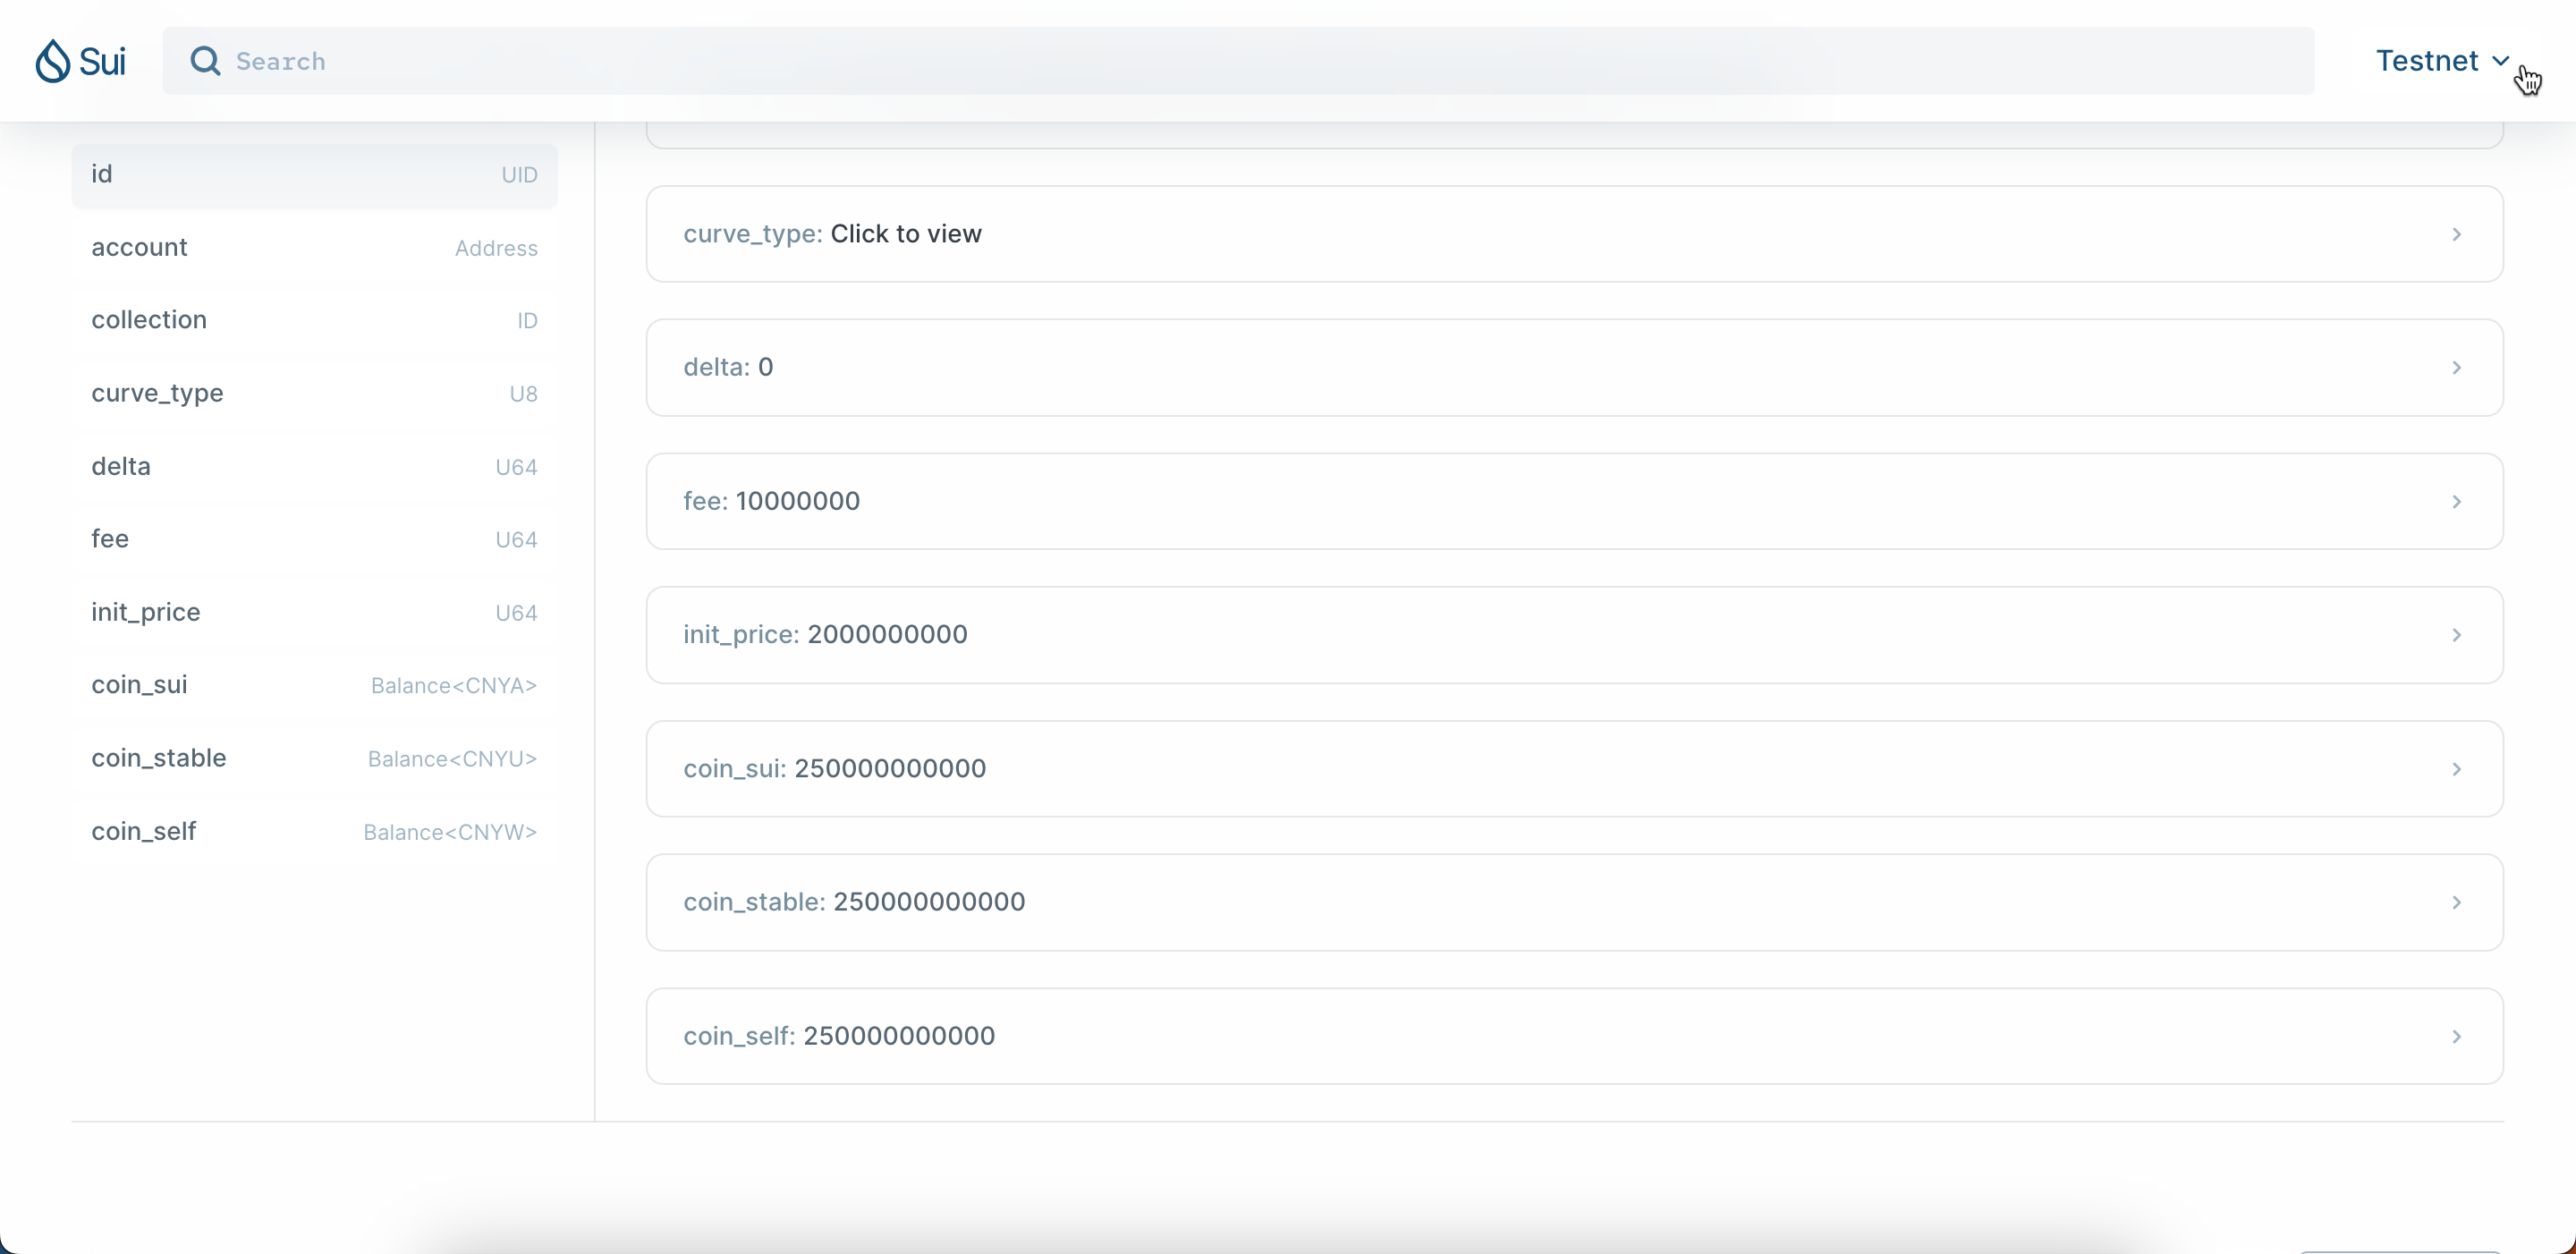 Sui
Search
Testnet
id UID
account Address
collection ID
curve_type U8
delta U64
fee U64
init_price U64
coin_sui Balance<CNYA>
coin_stable Balance<CNYU>
coin_self Balance<CNYW>
curve_type: Click to view
delta: 0
fee: 10000000
init_price: 2000000000
coin_sui: 250000000000
coin_stable: 250000000000
coin_self: 250000000000